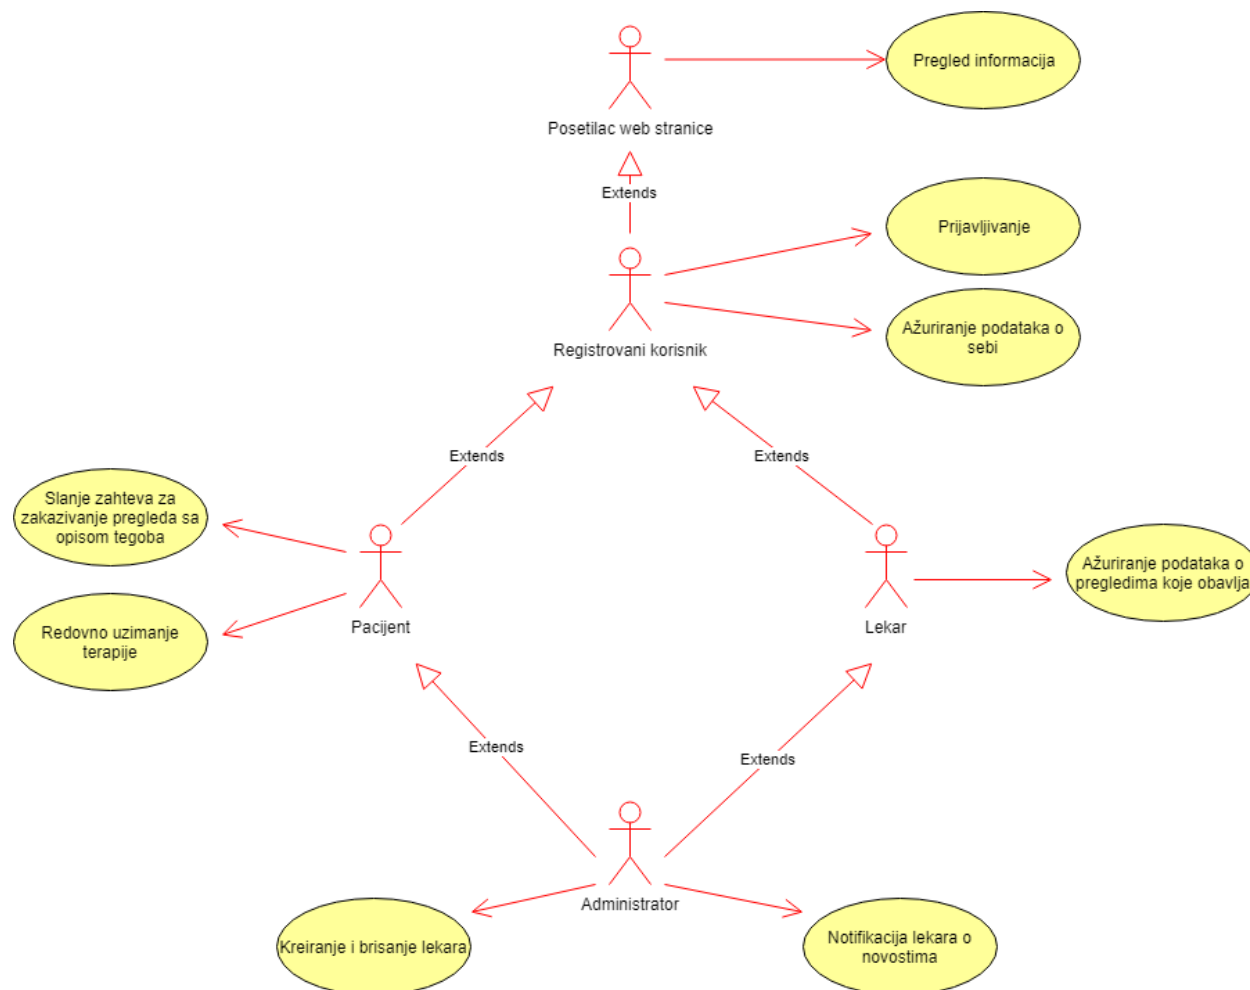 Pregled informacija
Posetilac web stranice
Extends
Prijavljivanje
Ažuriranje podataka o
sebi
Registrovani korisnik
Extends
Extends
Slanje zahteva za
zakazivanje pregleda sa
opisom tegoba
Ažuriranje podataka o
pregledima koje obavlja
Redovno uzimanje
terapije
Pacijent
Lekar
Extends
Extends
Administrator
Kreiranje i brisanje lekara
Notifikacija lekara o
novostima